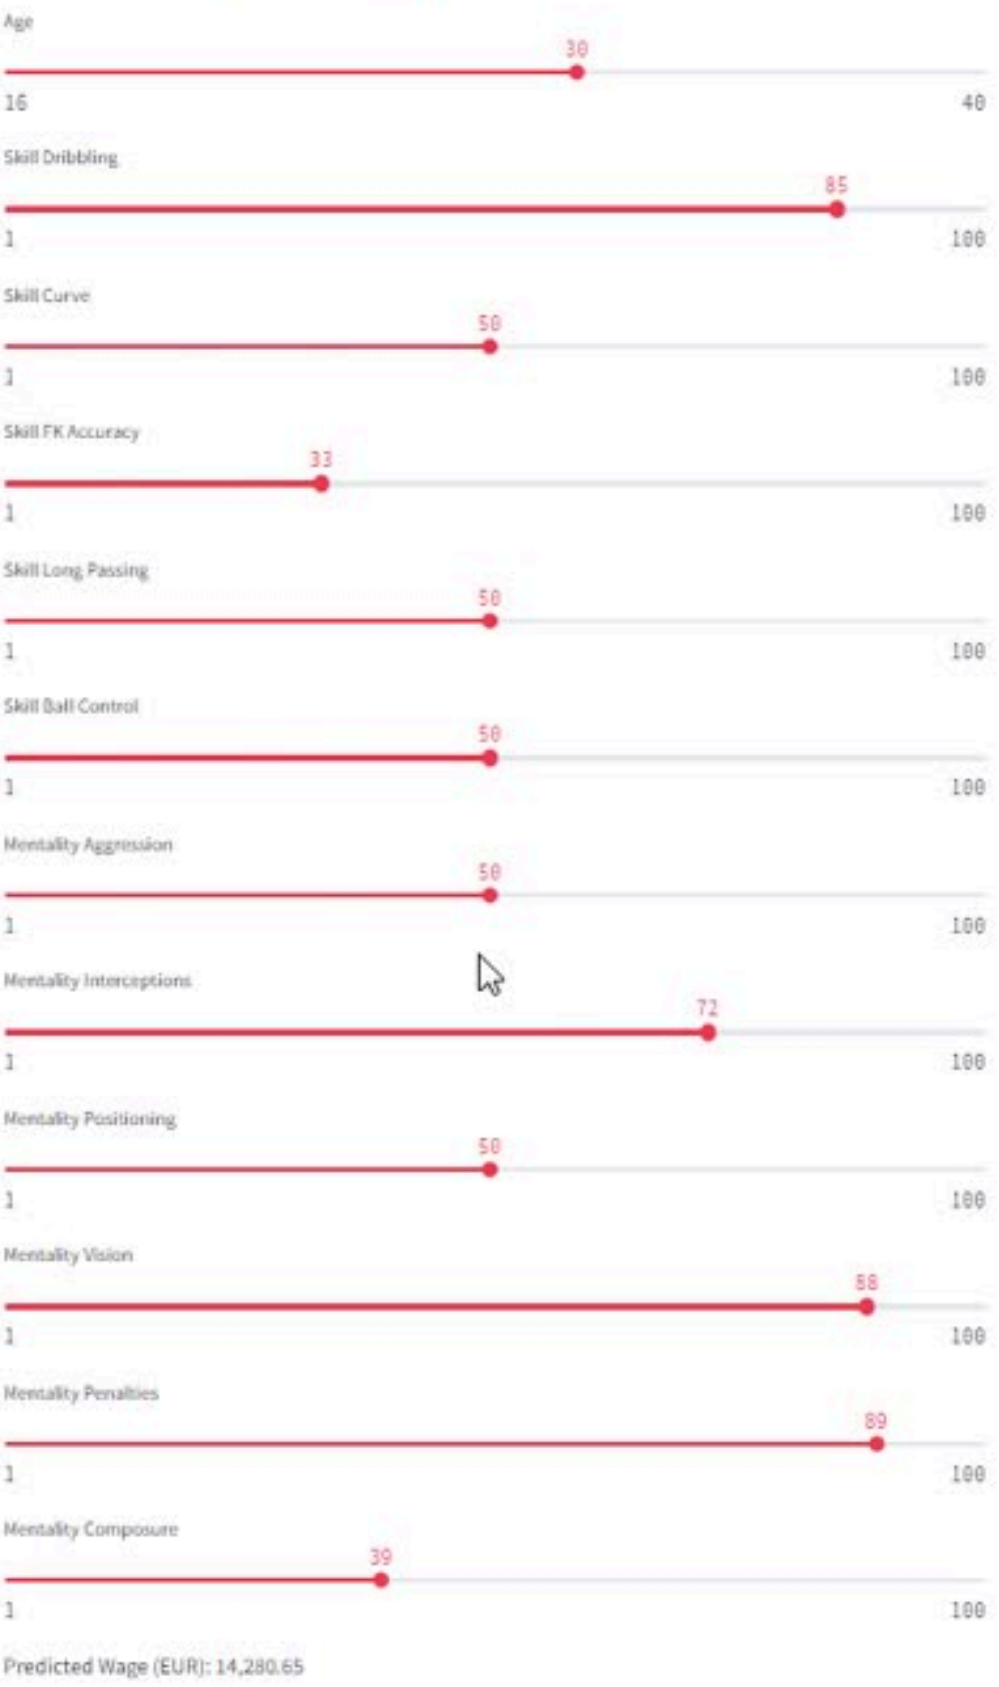 Age
30
16 40
Skill Dribbling
85
1 100
Skill Curve
50
1 100
Skill FK Accuracy
33
1 100
Skill Long Passing
50
1 100
Skill Ball Control
50
1 100
Mentality Aggression
50
1 100
Mentality Interceptions
72
1 100
Mentality Positioning
50
1 100
Mentality Vision
88
1 100
Mentality Penalties
89
1 100
Mentality Composure
39
1 100
Predicted Wage (EUR): 14,280.65